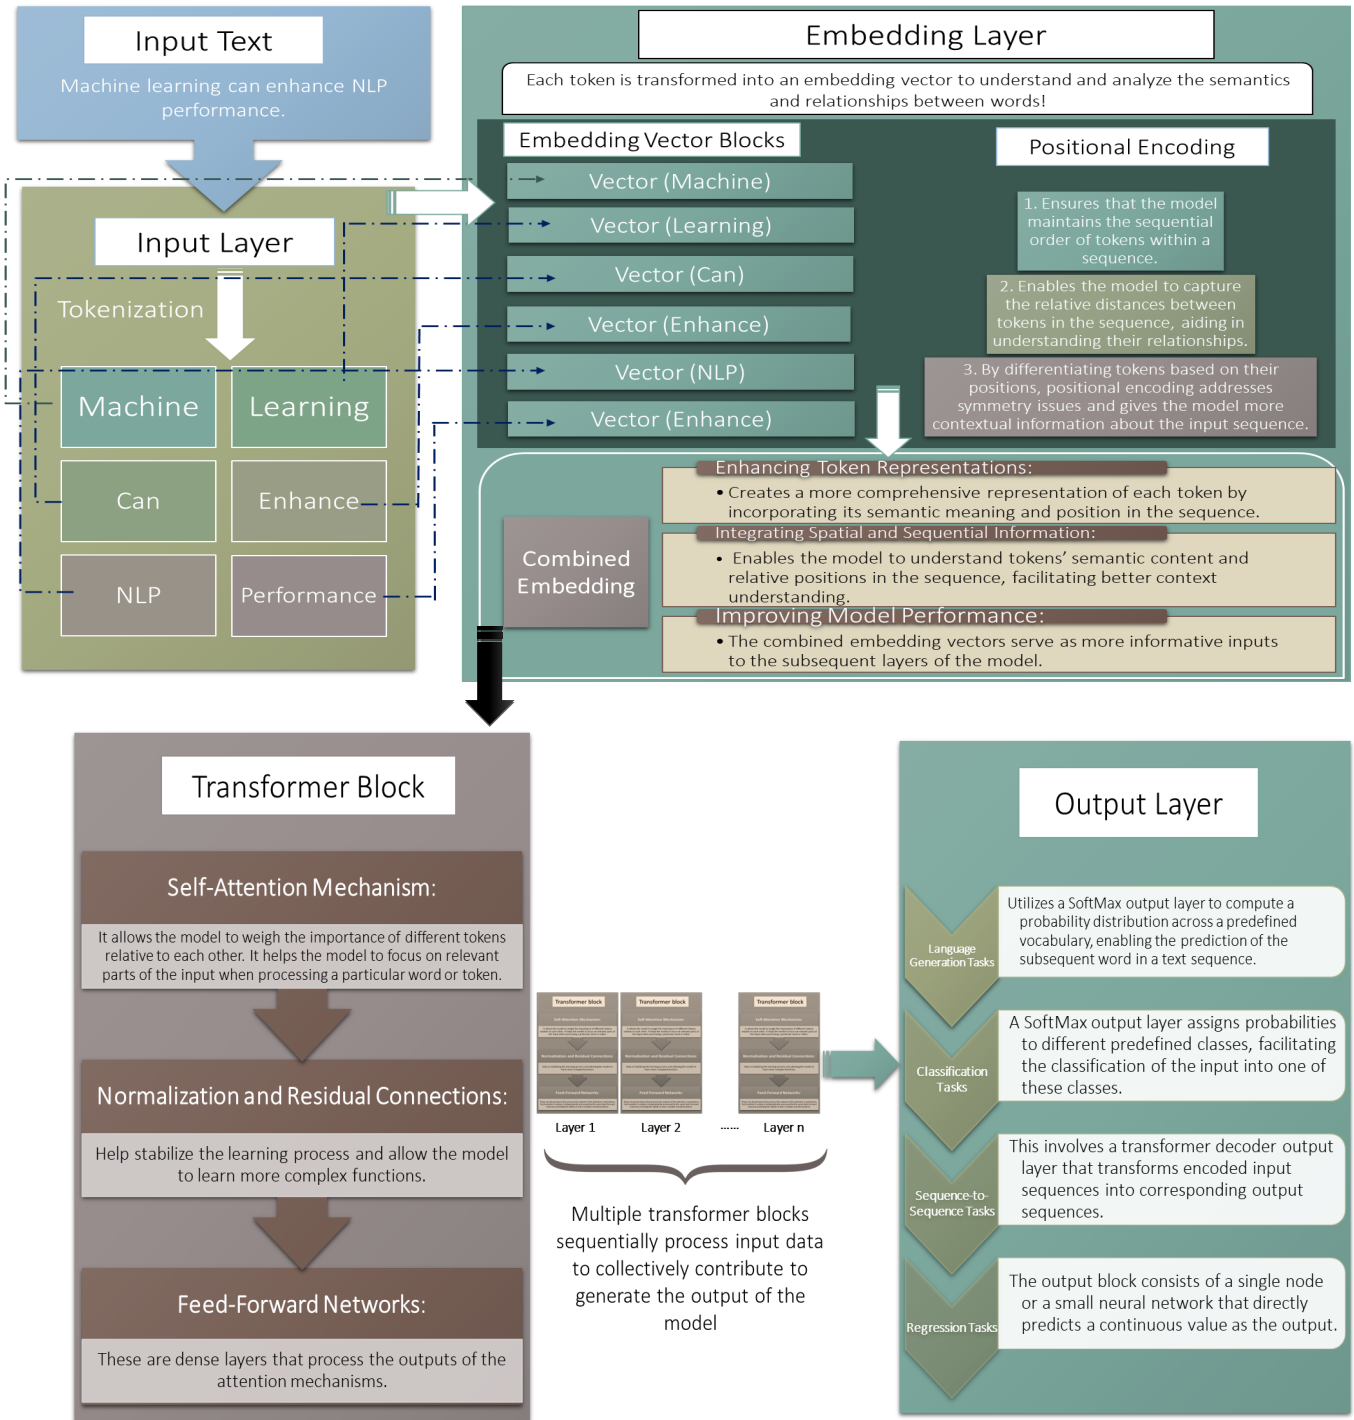 Input Text
Machine learning can enhance NLP
performance.
Input Layer
Tokenization
Machine
Learning
Can
Enhance
NLP
Performance
Embedding Layer
Each token is transformed into an embedding vector to understand and analyze the semantics
and relationships between words!
Embedding Vector Blocks
Vector (Machine)
Vector (Learning)
Vector (Can)
Vector (Enhance)
Vector (NLP)
Vector (Enhance)
Positional Encoding
1. Ensures that the model
maintains the sequential
order of tokens within a
sequence.
2. Enables the model to capture
the relative distances between
tokens in the sequence, aiding in
understanding their relationships.
3. By differentiating tokens based on their
positions, positional encoding addresses
symmetry issues and gives the model more
contextual information about the input sequence.
Combined
Embedding
Enhancing Token Representations:
• Creates a more comprehensive representation of each token by
incorporating its semantic meaning and position in the sequence.
Integrating Spatial and Sequential Information:
• Enables the model to understand tokens’ semantic content and
relative positions in the sequence, facilitating better context
understanding.
Improving Model Performance:
• The combined embedding vectors serve as more informative inputs
to the subsequent layers of the model.
Transformer Block
Self-Attention Mechanism:
It allows the model to weigh the importance of different tokens
relative to each other. It helps the model to focus on relevant
parts of the input when processing a particular word or token.
Normalization and Residual Connections:
Help stabilize the learning process and allow the model
to learn more complex functions.
Feed-Forward Networks:
These are dense layers that process the outputs of the
attention mechanisms.
Transformer block
Transformer block
Transformer block
Layer 1
Layer 2
......
Layer n
Multiple transformer blocks
sequentially process input data
to collectively contribute to
generate the output of the
model
Output Layer
Language
Generation Tasks
Utilizes a SoftMax output layer to compute a
probability distribution across a predefined
vocabulary, enabling the prediction of the
subsequent word in a text sequence.
Classification
Tasks
A SoftMax output layer assigns probabilities
to different predefined classes, facilitating
the classification of the input into one of
these classes.
Sequence-to-
Sequence Tasks
This involves a transformer decoder output
layer that transforms encoded input
sequences into corresponding output
sequences.
Regression Tasks
The output block consists of a single node
or a small neural network that directly
predicts a continuous value as the output.